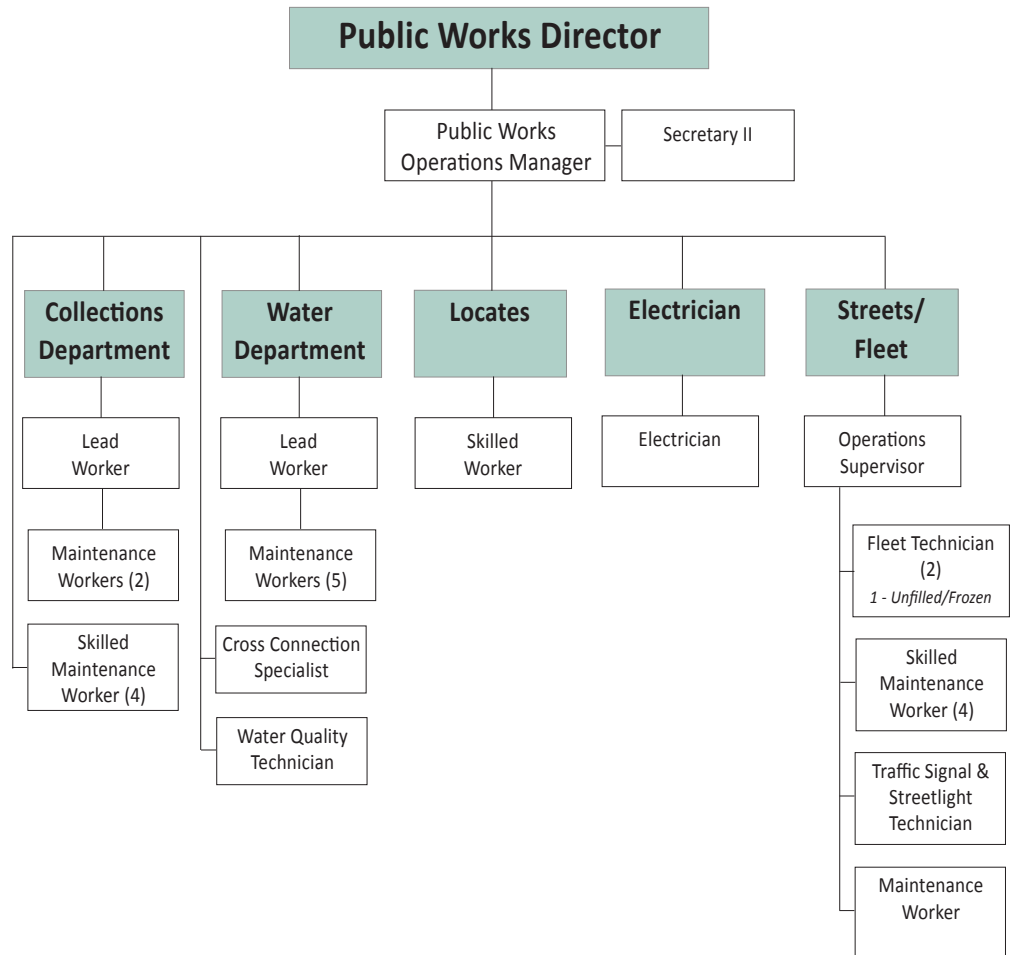 Public Works Director
Public Works
Operations Manager
Secretary II
Collections
Department
Water
Department
Locates
Electrician
Streets/
Fleet
Lead
Worker
Lead
Worker
Skilled
Worker
Electrician
Operations
Supervisor
Maintenance
Workers (2)
Maintenance
Workers (5)
Fleet Technician
(2)
1 - Unfilled/Frozen
Skilled
Maintenance
Worker (4)
Cross Connection
Specialist
Skilled
Maintenance
Worker (4)
Water Quality
Technician
Traffic Signal &
Streetlight
Technician
Maintenance
Worker